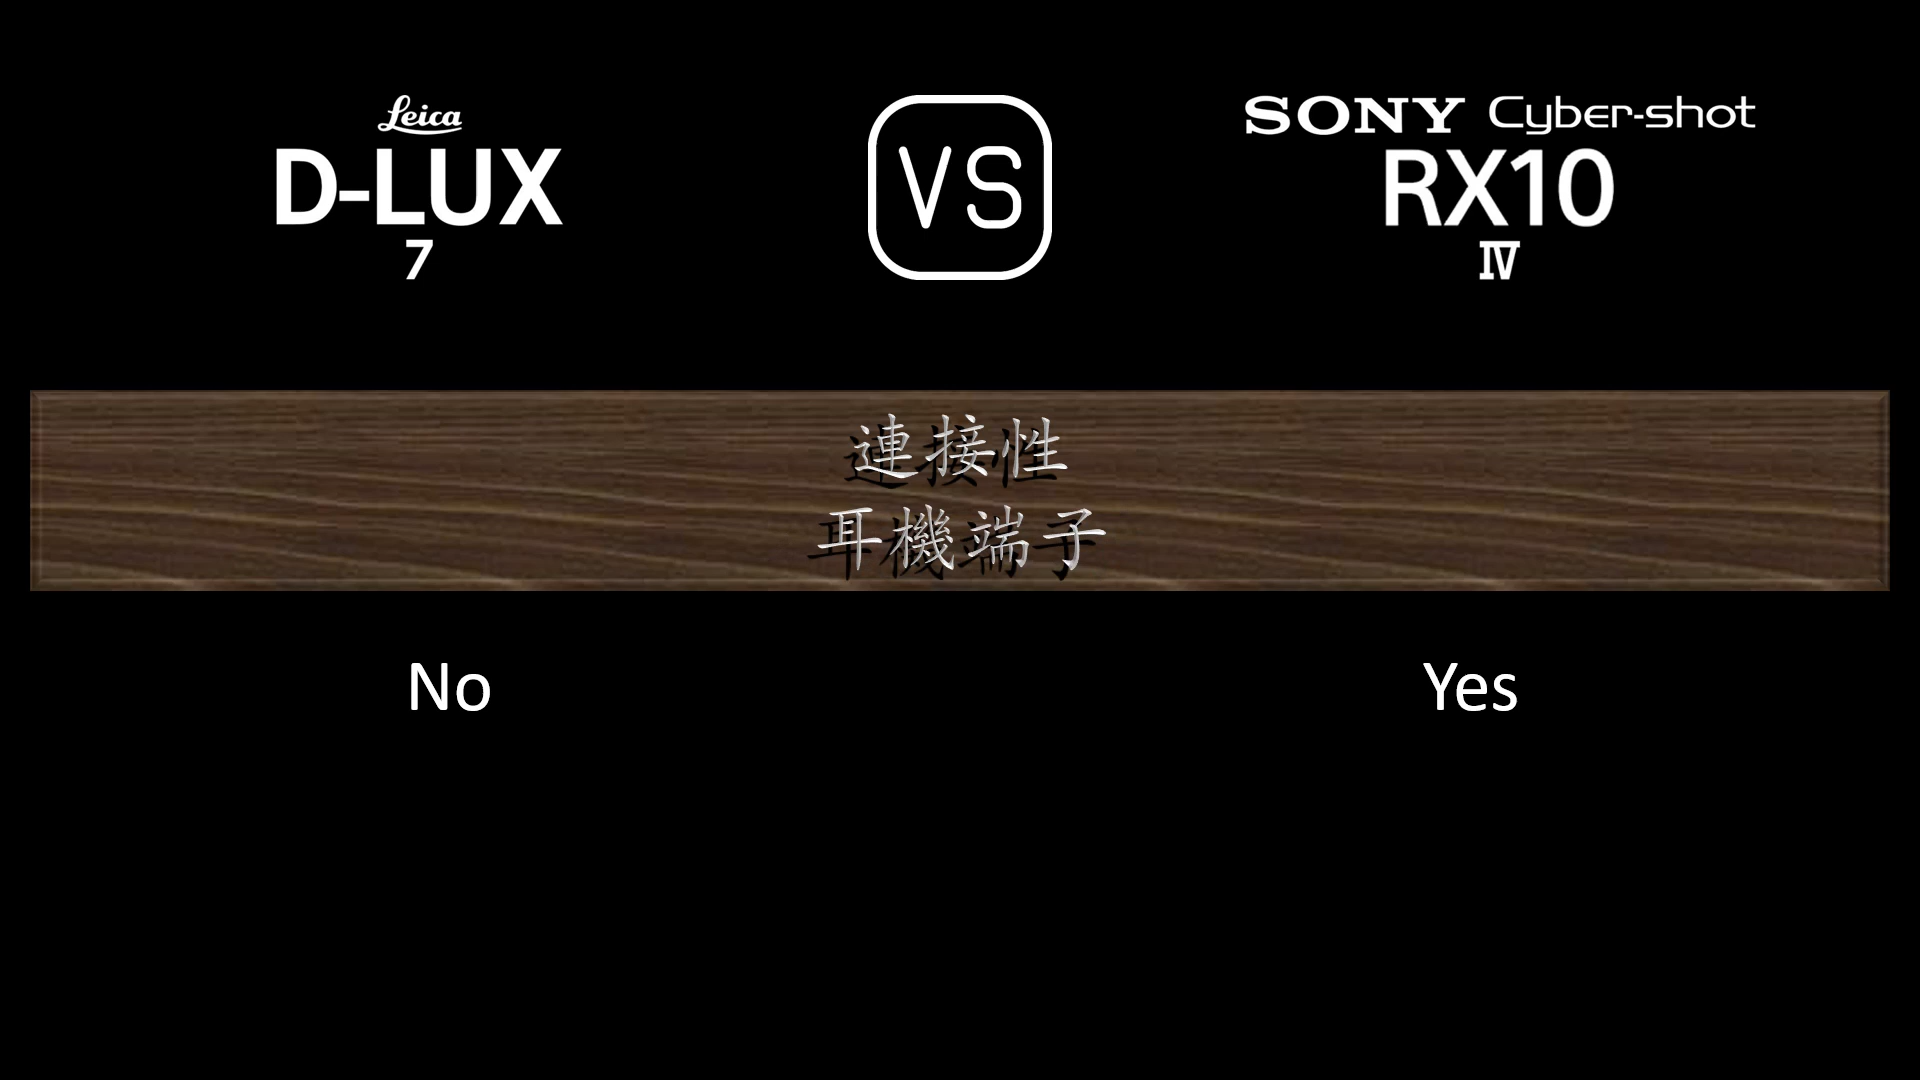 Leica
D-LUX
7
VS
SONY Cyber-shot
RX10
IV
連接性
耳機端子
No
Yes